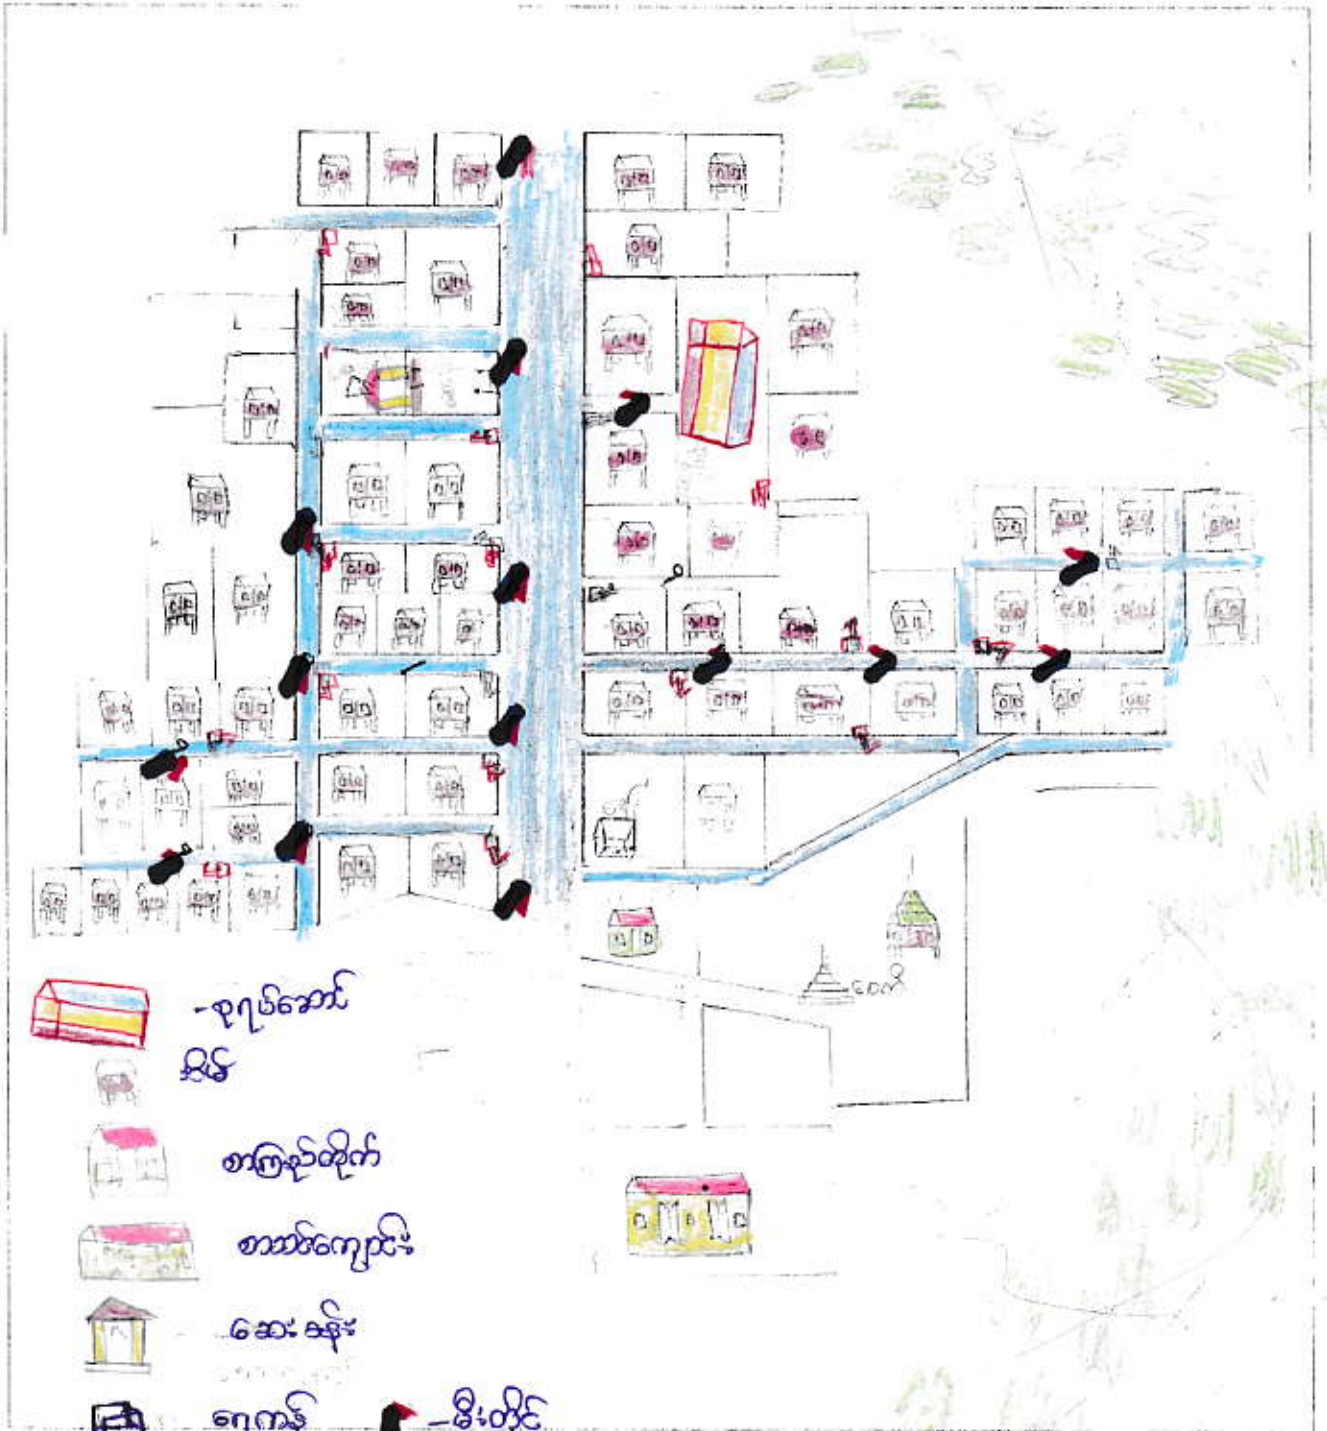 စေတီ
-စုရပ်အောင်
အိမ်
စာကြည့်တိုက်
စာသင်ကျောင်း
ဆေးခန်း
ရေကန်
-မီးတိုင်